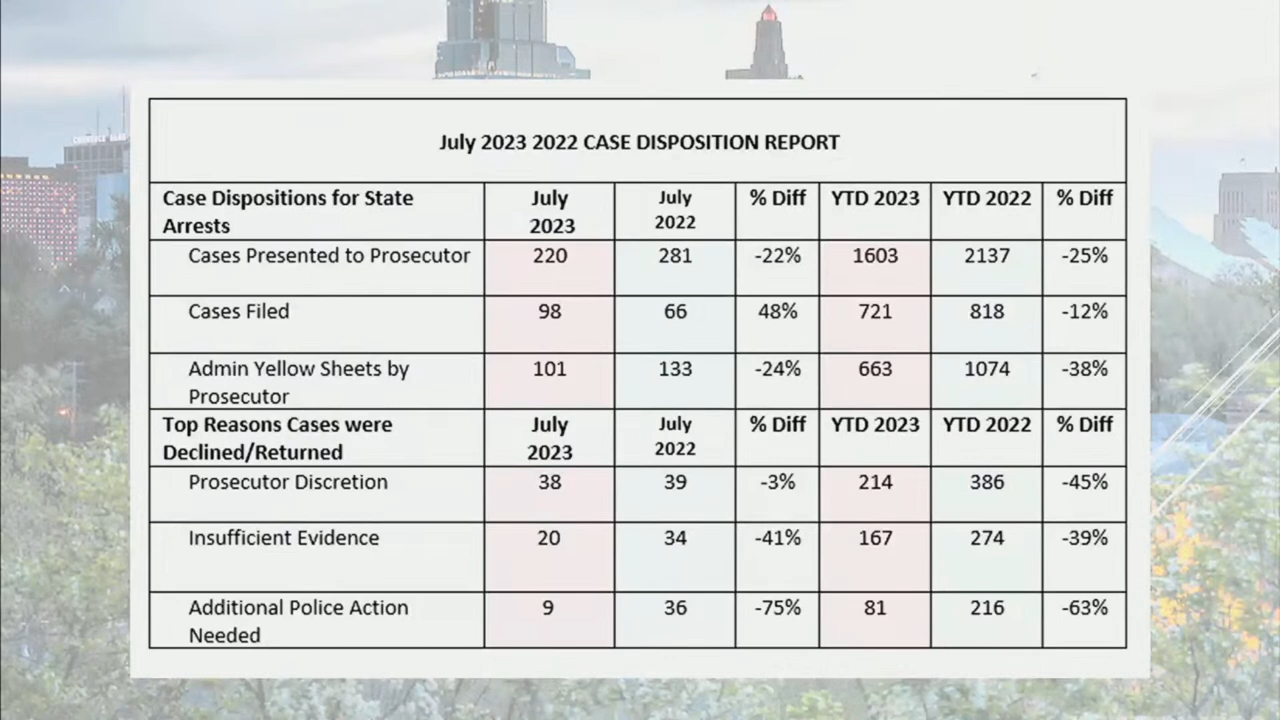 July 2023 2022 CASE DISPOSITION REPORT
Case Dispositions for State Arrests July 2023 July 2022 % Diff YTD 2023 YTD 2022 % Diff
Cases Presented to Prosecutor 220 281 -22% 1603 2137 -25%
Cases Filed 98 66 48% 721 818 -12%
Admin Yellow Sheets by Prosecutor 101 133 -24% 663 1074 -38%
Top Reasons Cases were Declined/Returned July 2023 July 2022 % Diff YTD 2023 YTD 2022 % Diff
Prosecutor Discretion 38 39 -3% 214 386 -45%
Insufficient Evidence 20 34 -41% 167 274 -39%
Additional Police Action Needed 9 36 -75% 81 216 -63%